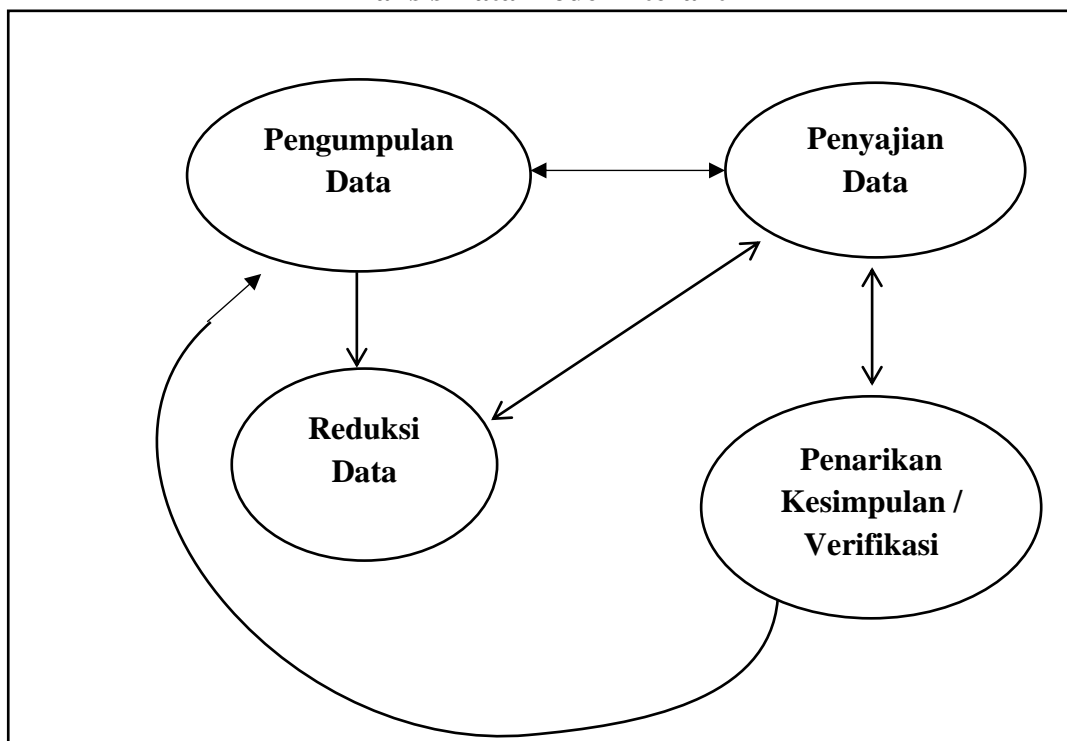 Pengumpulan
Data
Penyajian
Data
Reduksi
Data
Penarikan
Kesimpulan /
Verifikasi